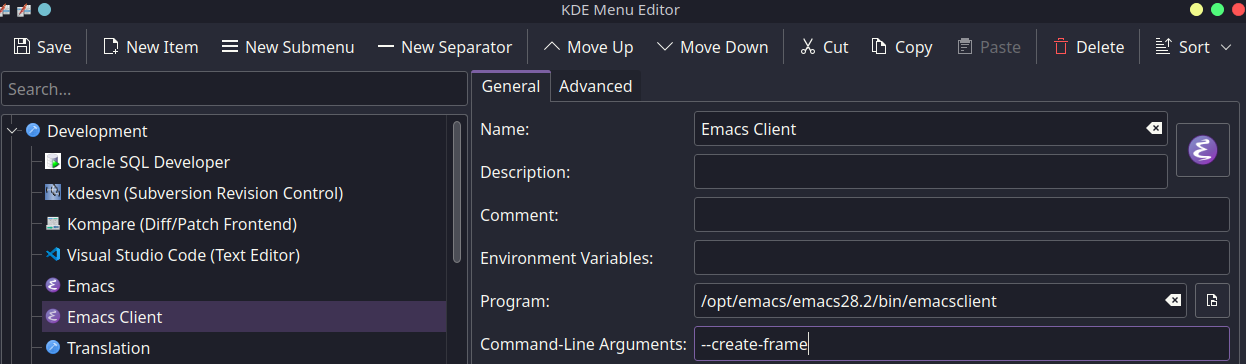 KDE Menu Editor
Save New Item New Submenu New Separator Move Up Move Down Cut Copy Paste Delete Sort
Search...
Development
Oracle SQL Developer
kdesvn (Subversion Revision Control)
Kompare (Diff/Patch Frontend)
Visual Studio Code (Text Editor)
Emacs
Emacs Client
Translation
General Advanced
Name: Emacs Client
Description:
Comment:
Environment Variables:
Program: /opt/emacs/emacs28.2/bin/emacsclient
Command-Line Arguments: --create-frame